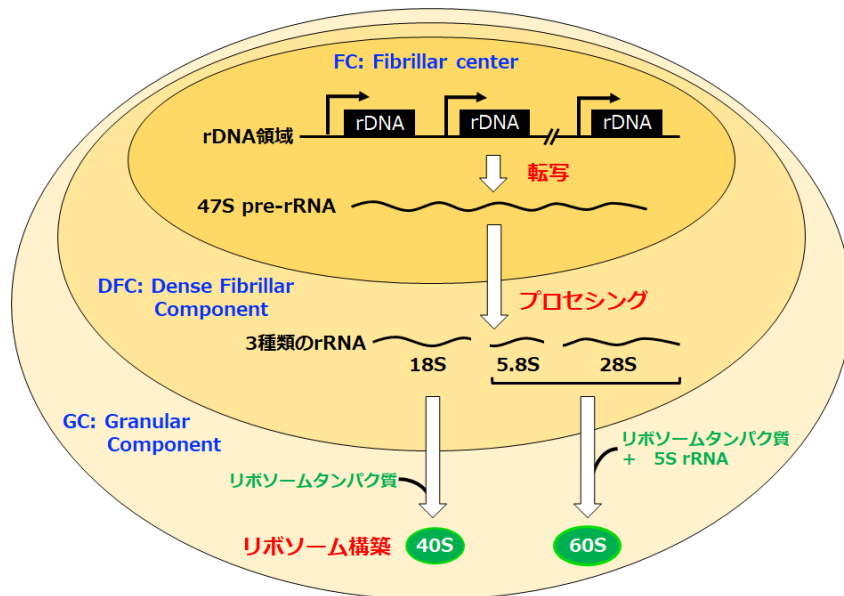 FC: Fibrillar center
rDNA rDNA rDNA
rDNA領域
転写
47S pre-rRNA
DFC: Dense Fibrillar
Component
プロセシング
3種類のrRNA
18S 5.8S 28S
GC: Granular
Component
リボソームタンパク質
+ 5S rRNA
リボソームタンパク質
リボソーム構築 40S 60S